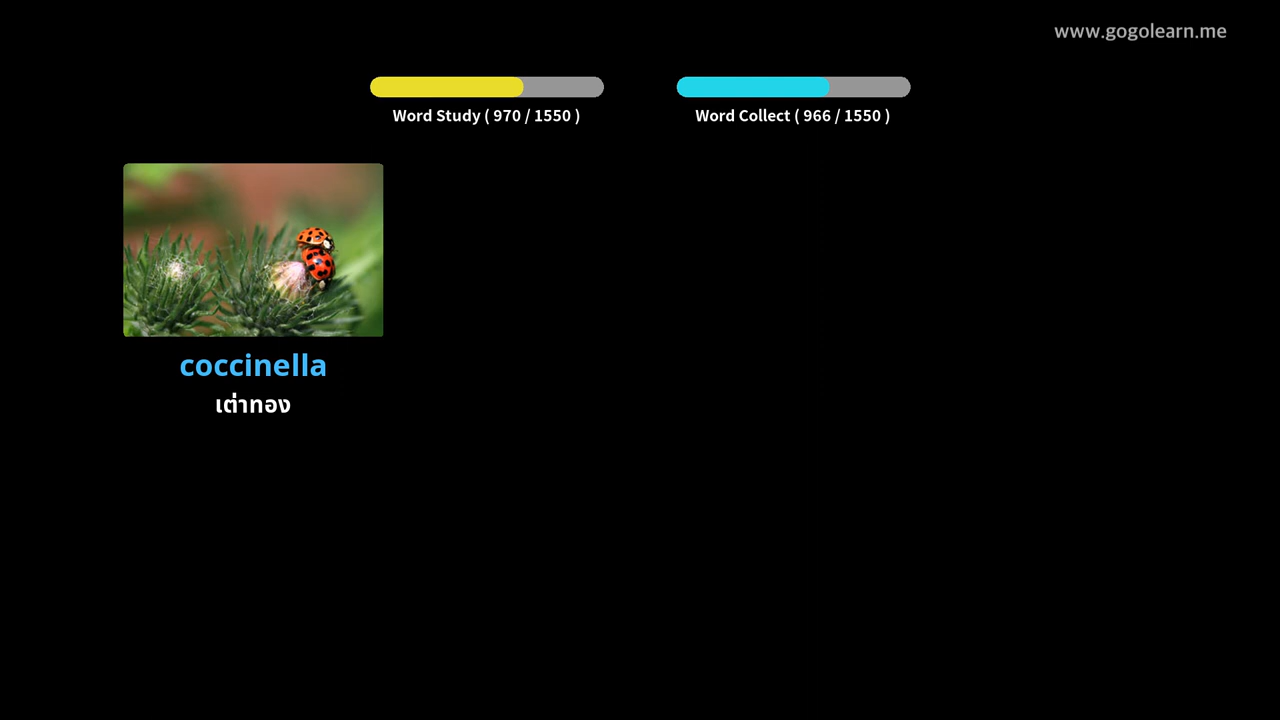 www.gogolearn.me
Word Study ( 970 / 1550 )
Word Collect ( 966 / 1550 )
coccinella
เต่าทอง